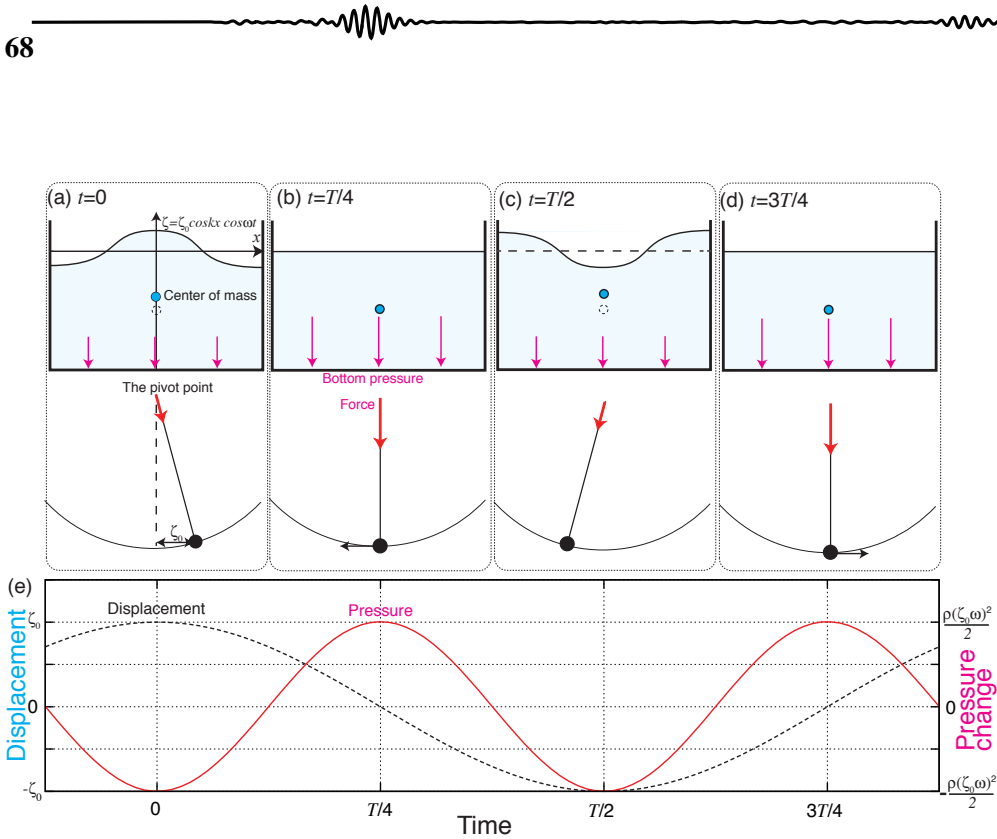 68
(a) t=0
(b) t=T/4
(c) t=T/2
(d) t=3T/4
ζ=ζ₀coskx cosωt
x
Center of mass
Bottom pressure
The pivot point
Force
ζ₀
(e)
Displacement
Pressure
Displacement
ζ₀
0
-ζ₀
ρ(ζ₀ω)²
2
0
-ρ(ζ₀ω)²
2
Pressure
change
0
T/4
T/2
3T/4
Time